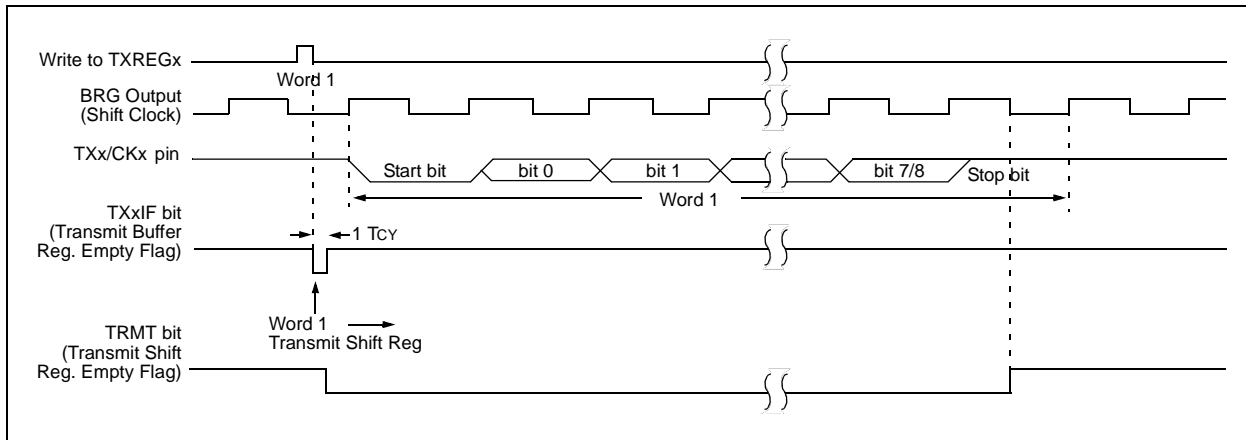 Write to TXREGx
Word 1
BRG Output
(Shift Clock)
TXx/CKx pin
Start bit
bit 0
bit 1
bit 7/8
Stop bit
Word 1
TXxIF bit
(Transmit Buffer
Reg. Empty Flag)
1 TCY
Word 1
Transmit Shift Reg
TRMT bit
(Transmit Shift
Reg. Empty Flag)